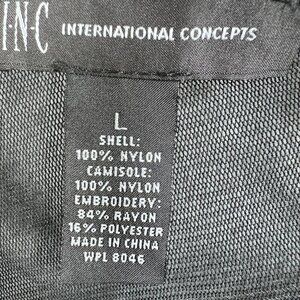 I·N·C INTERNATIONAL CONCEPTS
L
SHELL:
100% NYLON
CAMISOLE:
100% NYLON
EMBROIDERY:
84% RAYON
16% POLYESTER
MADE IN CHINA
WPL 8046